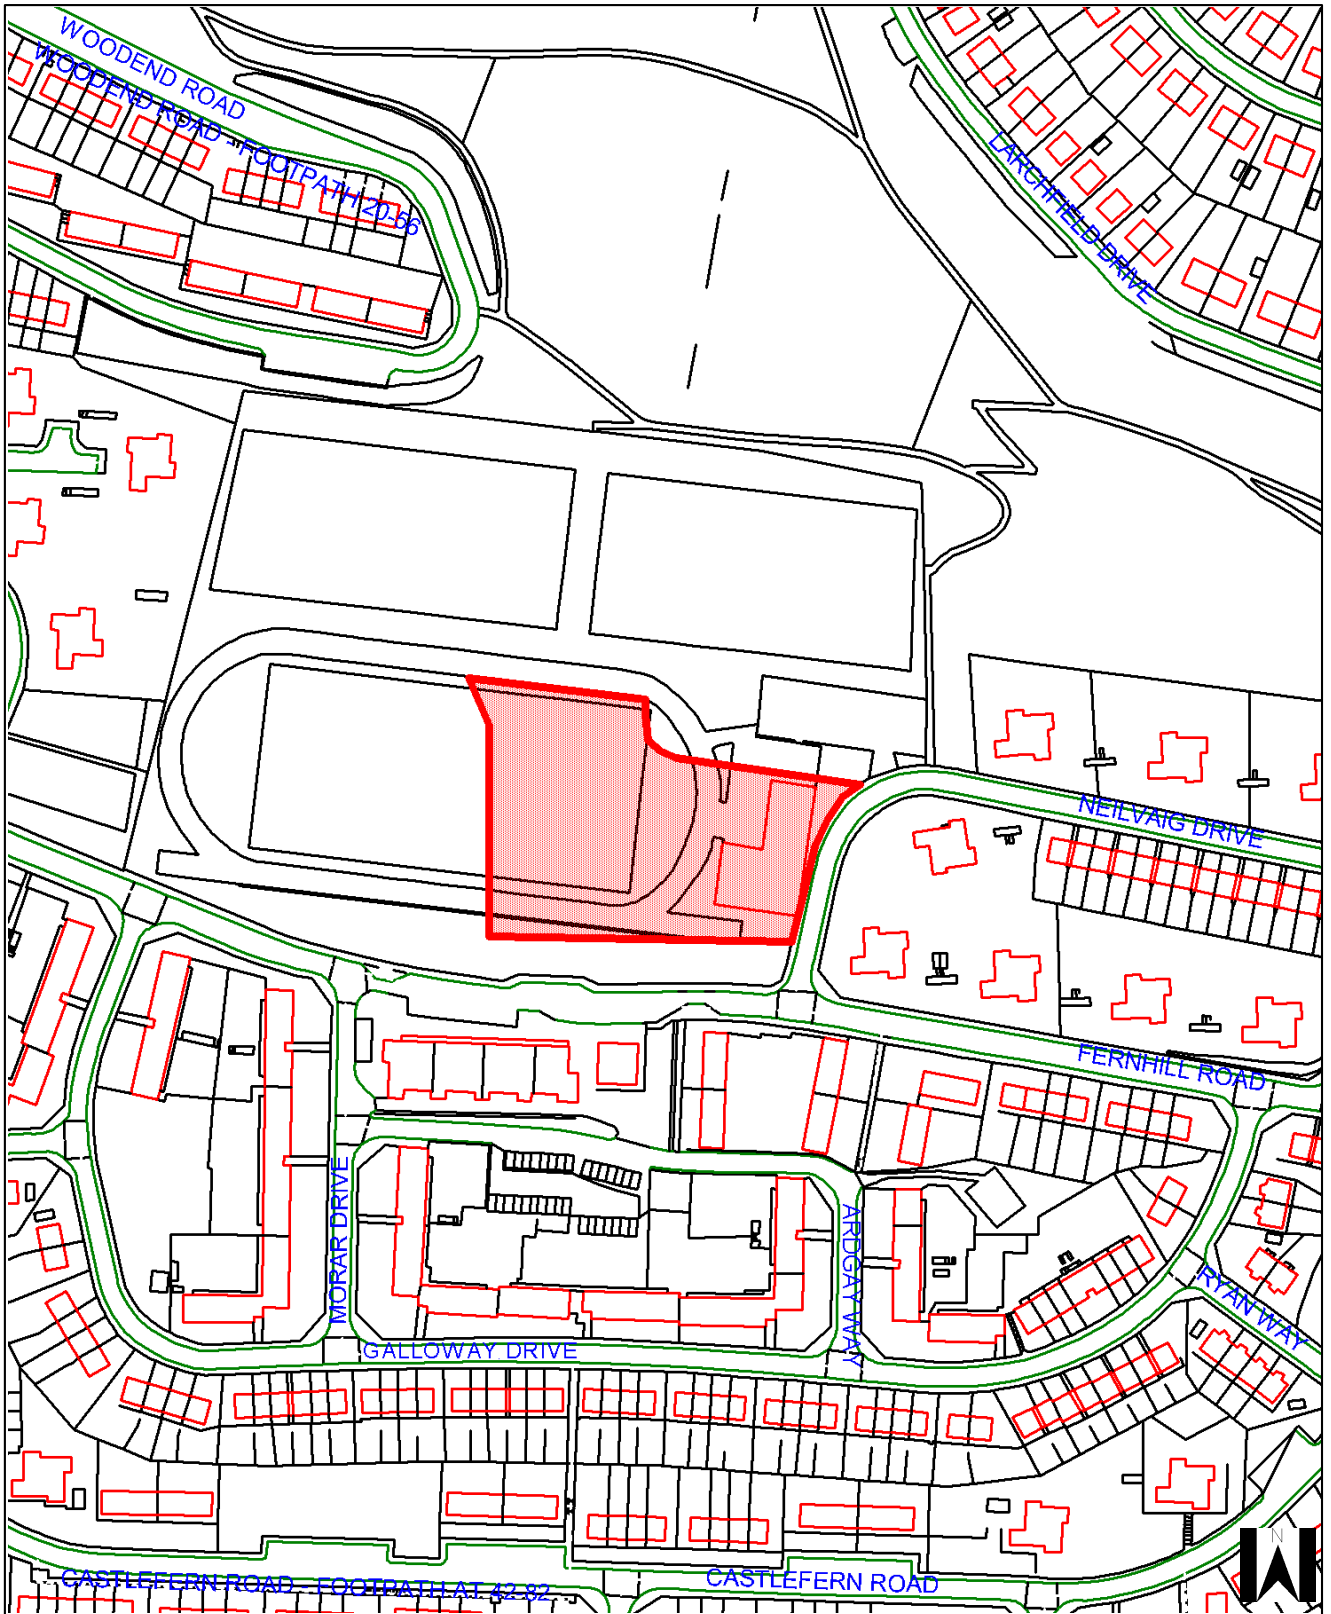 WOODEND ROAD
WOODEND ROAD - FOOTPATH 20-56
LARCHFIELD DRIVE
NEILVAIG DRIVE
FERNHILL ROAD
MORAR DRIVE
ARDGAY WAY
RYAN WAY
GALLOWAY DRIVE
CASTLEFERN ROAD - FOOTPATH AT 42-82
CASTLEFERN ROAD
N